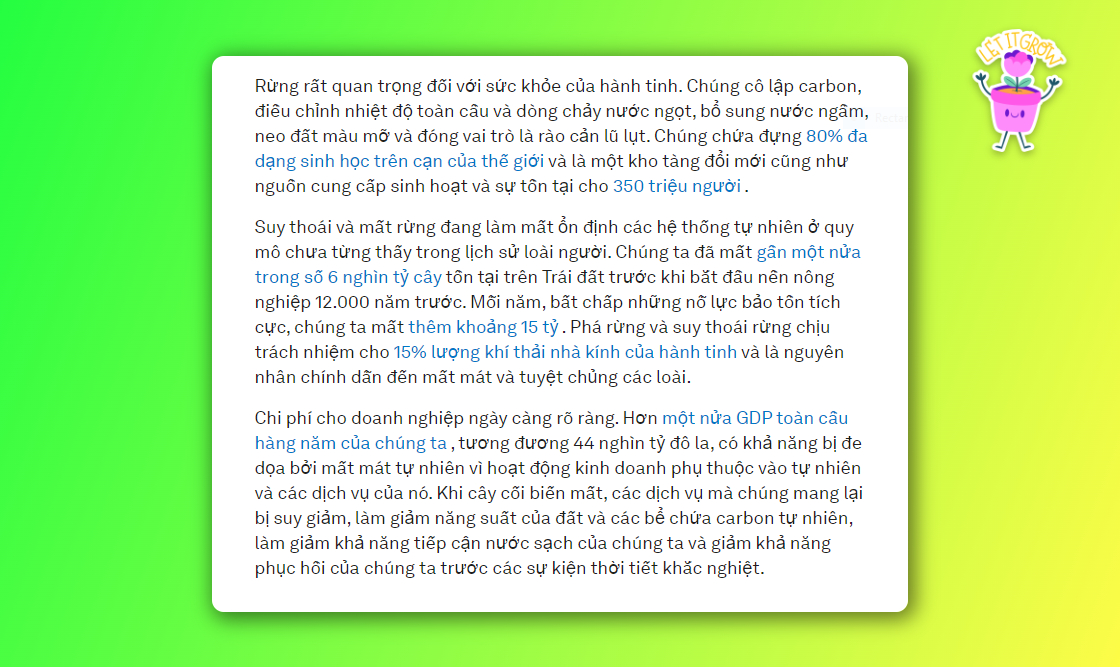 LET IT GROW
Rừng rất quan trọng đối với sức khỏe của hành tinh. Chúng cô lập carbon,
điều chỉnh nhiệt độ toàn cầu và dòng chảy nước ngọt, bổ sung nước ngầm,
neo đất màu mỡ và đóng vai trò là rào cản lũ lụt. Chúng chứa đựng 80% đa
dạng sinh học trên cạn của thế giới và là một kho tàng đổi mới cũng như
nguồn cung cấp sinh hoạt và sự tồn tại cho 350 triệu người .
Suy thoái và mất rừng đang làm mất ổn định các hệ thống tự nhiên ở quy
mô chưa từng thấy trong lịch sử loài người. Chúng ta đã mất gần một nửa
trong số 6 nghìn tỷ cây tồn tại trên Trái đất trước khi bắt đầu nền nông
nghiệp 12.000 năm trước. Mỗi năm, bất chấp những nỗ lực bảo tồn tích
cực, chúng ta mất thêm khoảng 15 tỷ . Phá rừng và suy thoái rừng chịu
trách nhiệm cho 15% lượng khí thải nhà kính của hành tinh và là nguyên
nhân chính dẫn đến mất mát và tuyệt chủng các loài.
Chi phí cho doanh nghiệp ngày càng rõ ràng. Hơn một nửa GDP toàn cầu
hàng năm của chúng ta , tương đương 44 nghìn tỷ đô la, có khả năng bị đe
dọa bởi mất mát tự nhiên vì hoạt động kinh doanh phụ thuộc vào tự nhiên
và các dịch vụ của nó. Khi cây cối biến mất, các dịch vụ mà chúng mang lại
bị suy giảm, làm giảm năng suất của đất và các bể chứa carbon tự nhiên,
làm giảm khả năng tiếp cận nước sạch của chúng ta và giảm khả năng
phục hồi của chúng ta trước các sự kiện thời tiết khắc nghiệt.